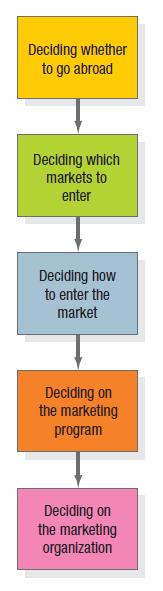 Deciding whether
to go abroad
Deciding which
markets to
enter
Deciding how
to enter the
market
Deciding on
the marketing
program
Deciding on
the marketing
organization